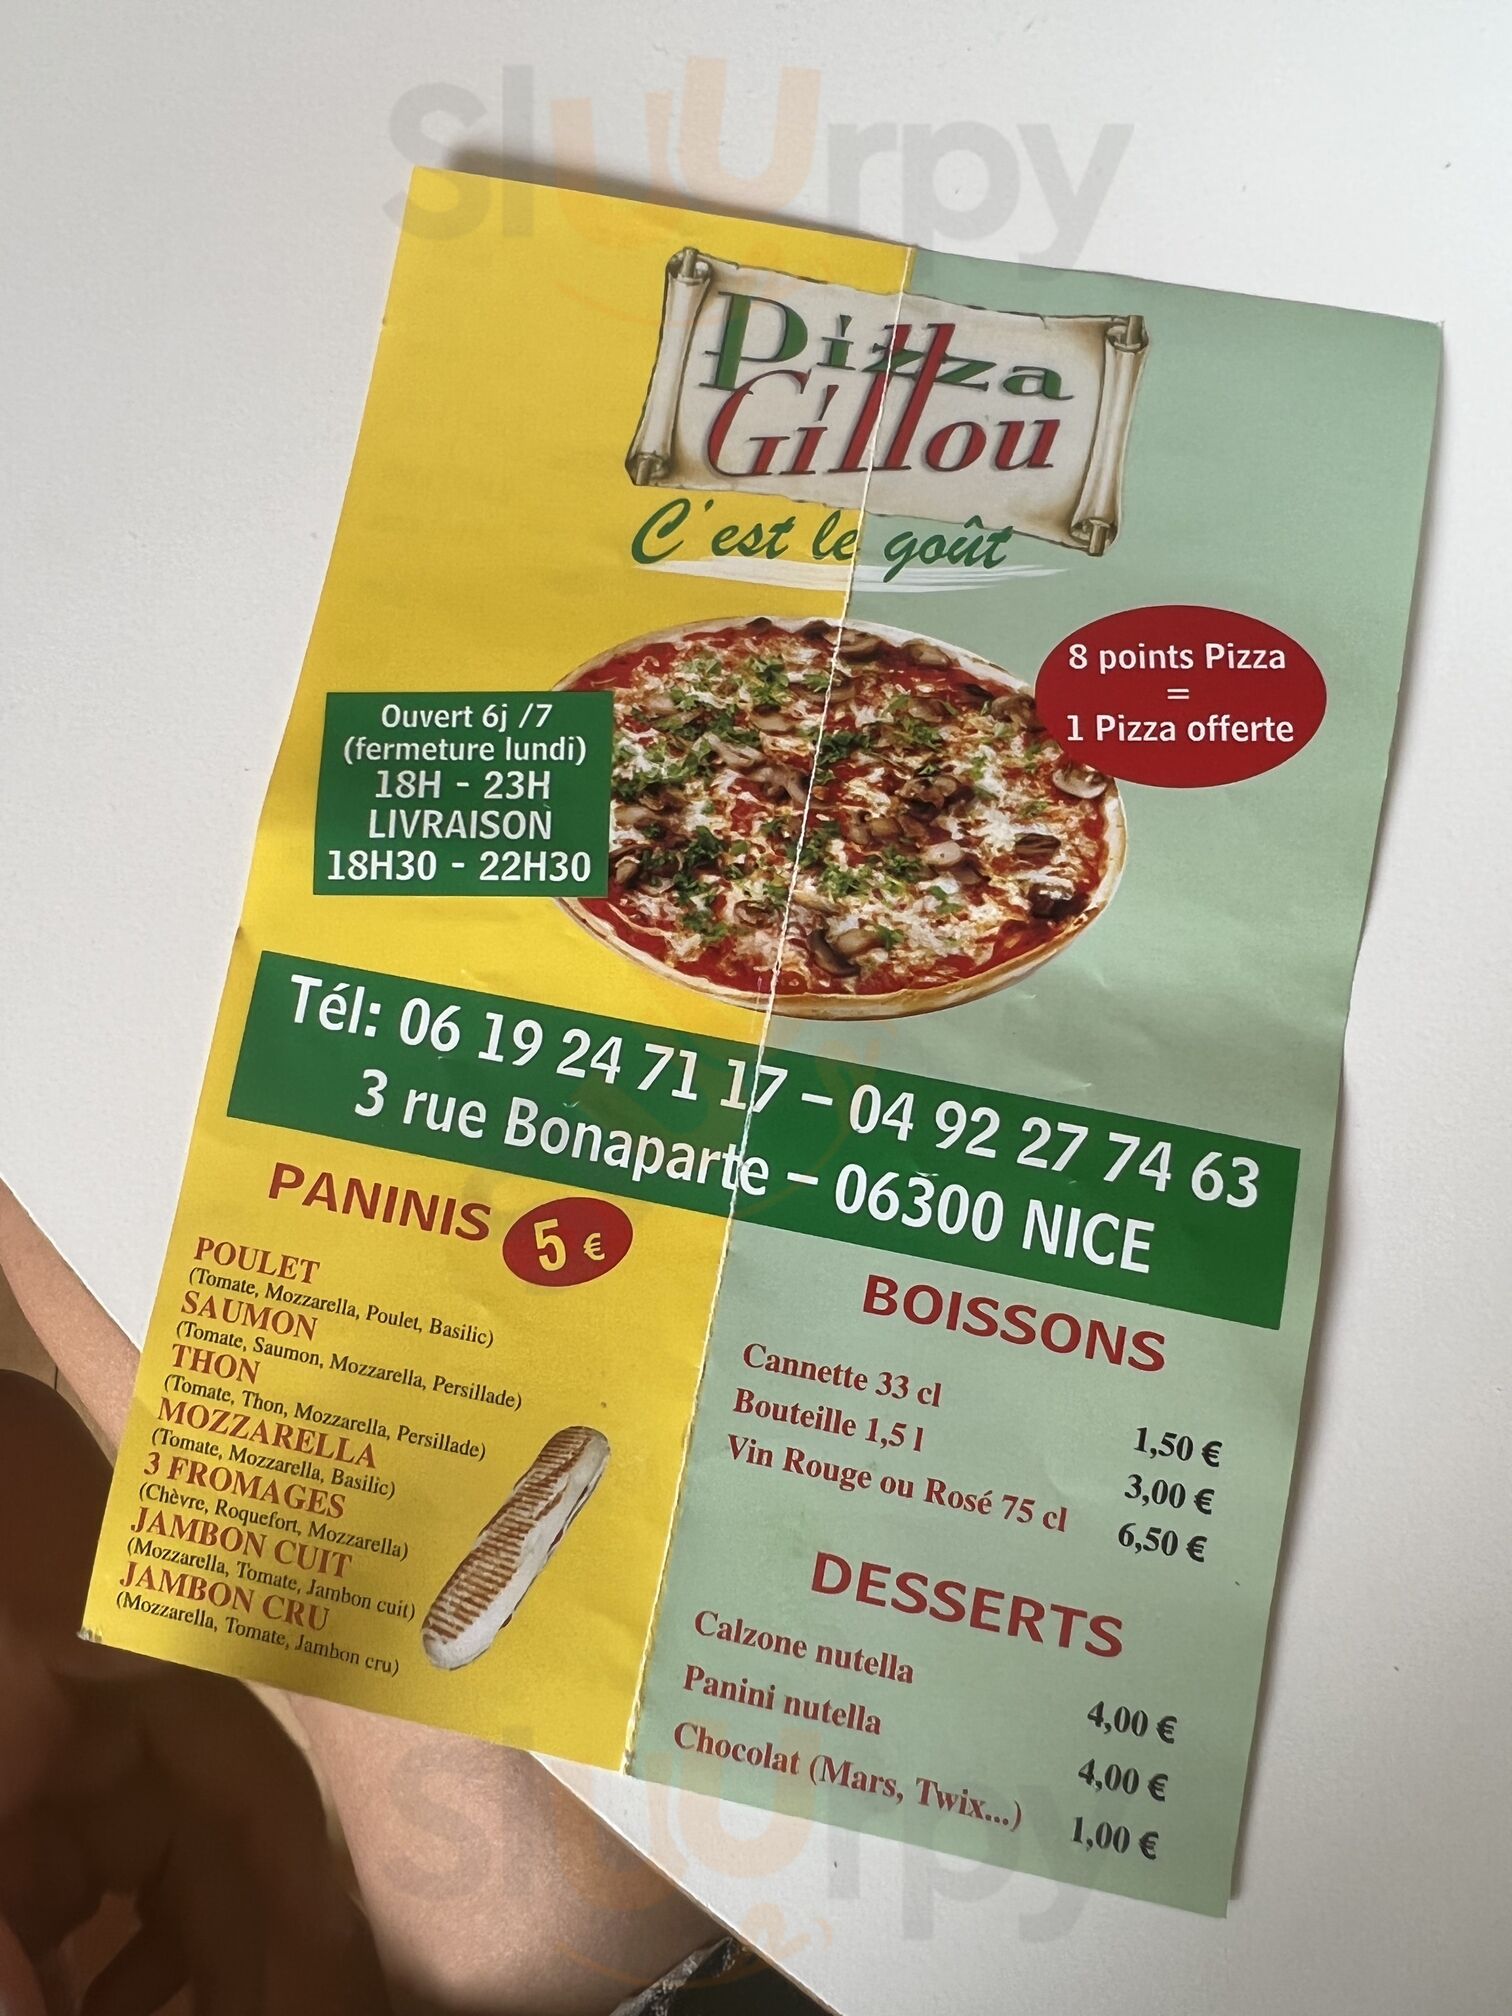 Sluurpy
Pizza
Gillou
C'est le goût
8 points Pizza
=
1 Pizza offerte
Ouvert 6j /7
(fermeture lundi)
18H - 23H
LIVRAISON
18H30 - 22H30
Tél: 06 19 24 71 17 – 04 92 27 74 63
3 rue Bonaparte – 06300 NICE
PANINIS 5 €
POULET
(Tomate, Mozzarella, Poulet, Basilic)
SAUMON
(Tomate, Saumon, Mozzarella, Persillade)
THON
(Tomate, Thon, Mozzarella, Persillade)
MOZZARELLA
(Tomate, Mozzarella, Basilic)
3 FROMAGES
(Chèvre, Roquefort, Mozzarella)
JAMBON CUIT
(Mozzarella, Tomate, Jambon cuit)
JAMBON CRU
(Mozzarella, Tomate, Jambon cru)
BOISSONS
Cannette 33 cl 1,50 €
Bouteille 1,5 l 3,00 €
Vin Rouge ou Rosé 75 cl 6,50 €
DESSERTS
Calzone nutella 4,00 €
Panini nutella 4,00 €
Chocolat (Mars, Twix...) 1,00 €
Sluurpy